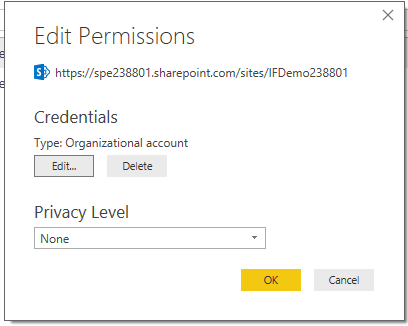 Edit Permissions
https://spe238801.sharepoint.com/sites/IFDemo238801
Credentials
Type: Organizational account
Edit... Delete
Privacy Level
None
OK Cancel